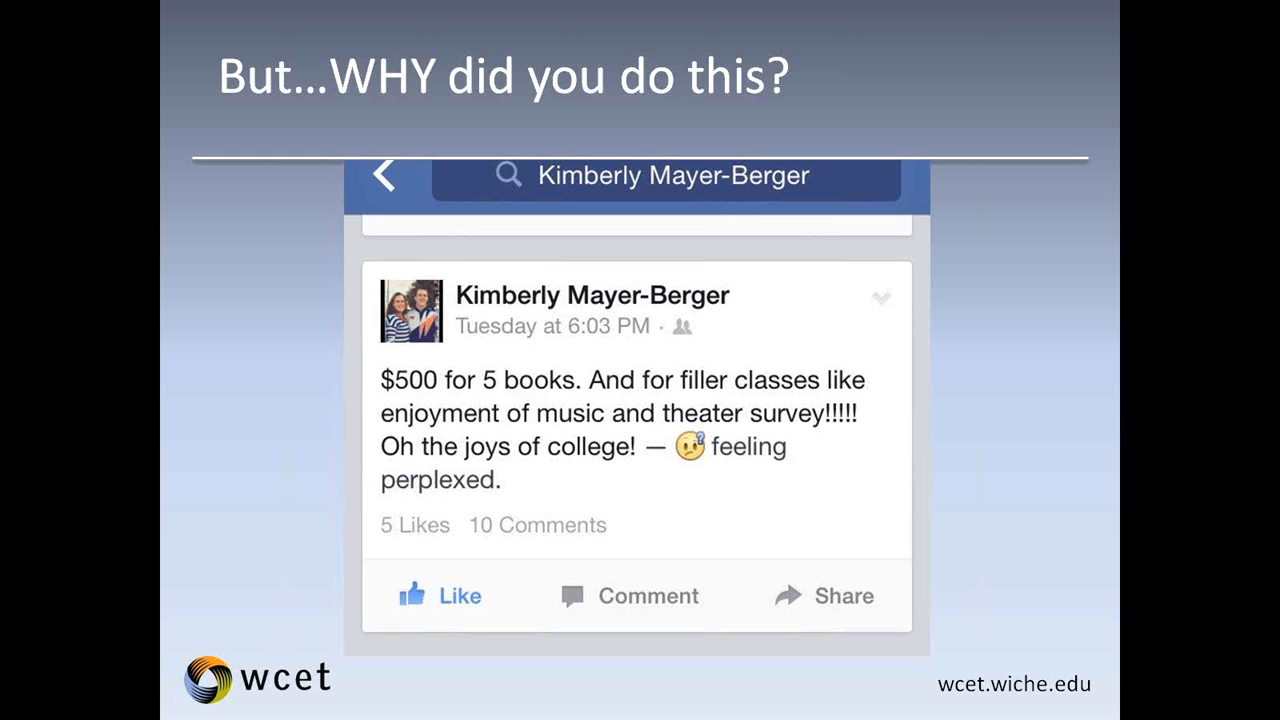 But...WHY did you do this?
Kimberly Mayer-Berger
Kimberly Mayer-Berger
Tuesday at 6:03 PM ·
$500 for 5 books. And for filler classes like
enjoyment of music and theater survey!!!!!
Oh the joys of college! — feeling
perplexed.
5 Likes 10 Comments
Like Comment Share
wcet
wcet.wiche.edu